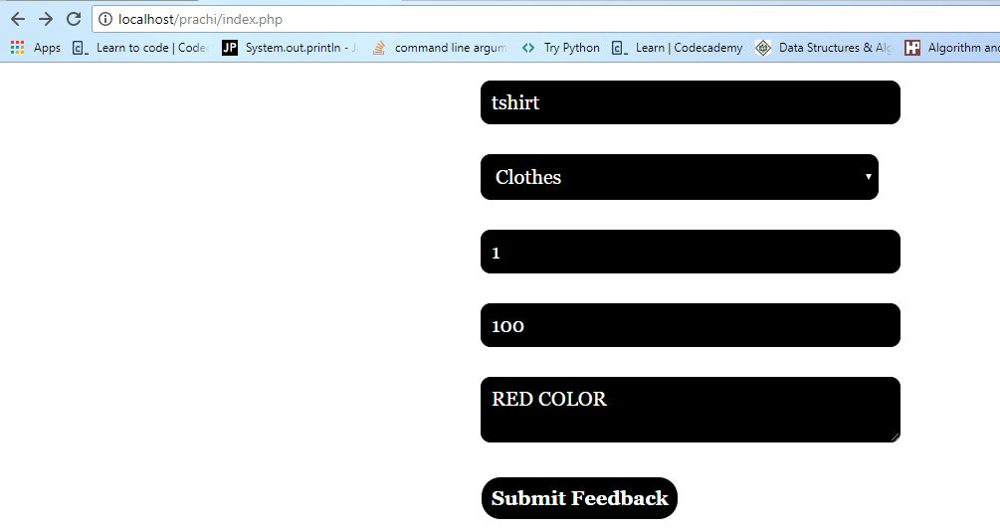 localhost/prachi/index.php
Apps Learn to code | Code JP System.out.println - J command line argum Try Python Learn | Codecademy Data Structures & Alg Algorithm and
tshirt
Clothes
1
100
RED COLOR
Submit Feedback